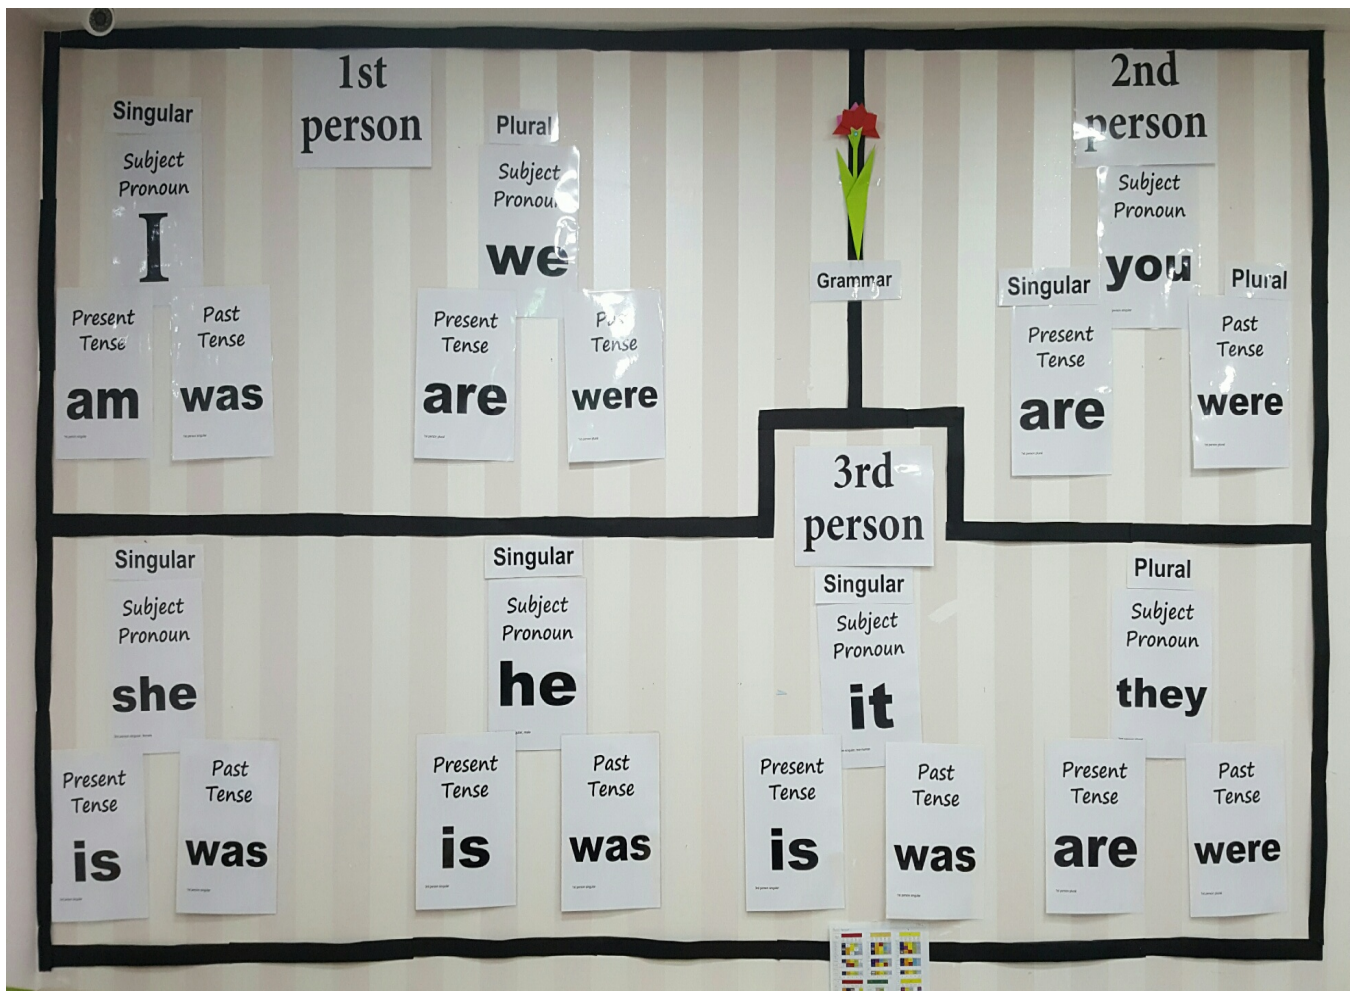 1st
person
Singular
Subject
Pronoun
I
Present
Tense
am
Past
Tense
was
Plural
Subject
Pronoun
we
Present
Tense
are
Past
Tense
were
Grammar
2nd
person
Subject
Pronoun
you
Singular
Present
Tense
are
Plural
Past
Tense
were
3rd
person
Singular
Subject
Pronoun
she
Present
Tense
is
Past
Tense
was
Singular
Subject
Pronoun
he
Present
Tense
is
Past
Tense
was
Singular
Subject
Pronoun
it
Present
Tense
is
Past
Tense
was
Plural
Subject
Pronoun
they
Present
Tense
are
Past
Tense
were